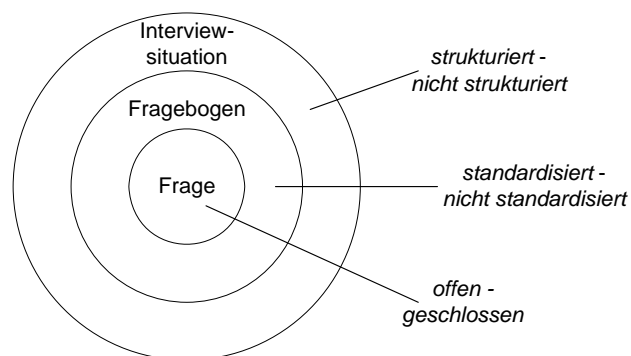 Interview-
situation
Fragebogen
Frage
strukturiert -
nicht strukturiert
standardisiert -
nicht standardisiert
offen -
geschlossen